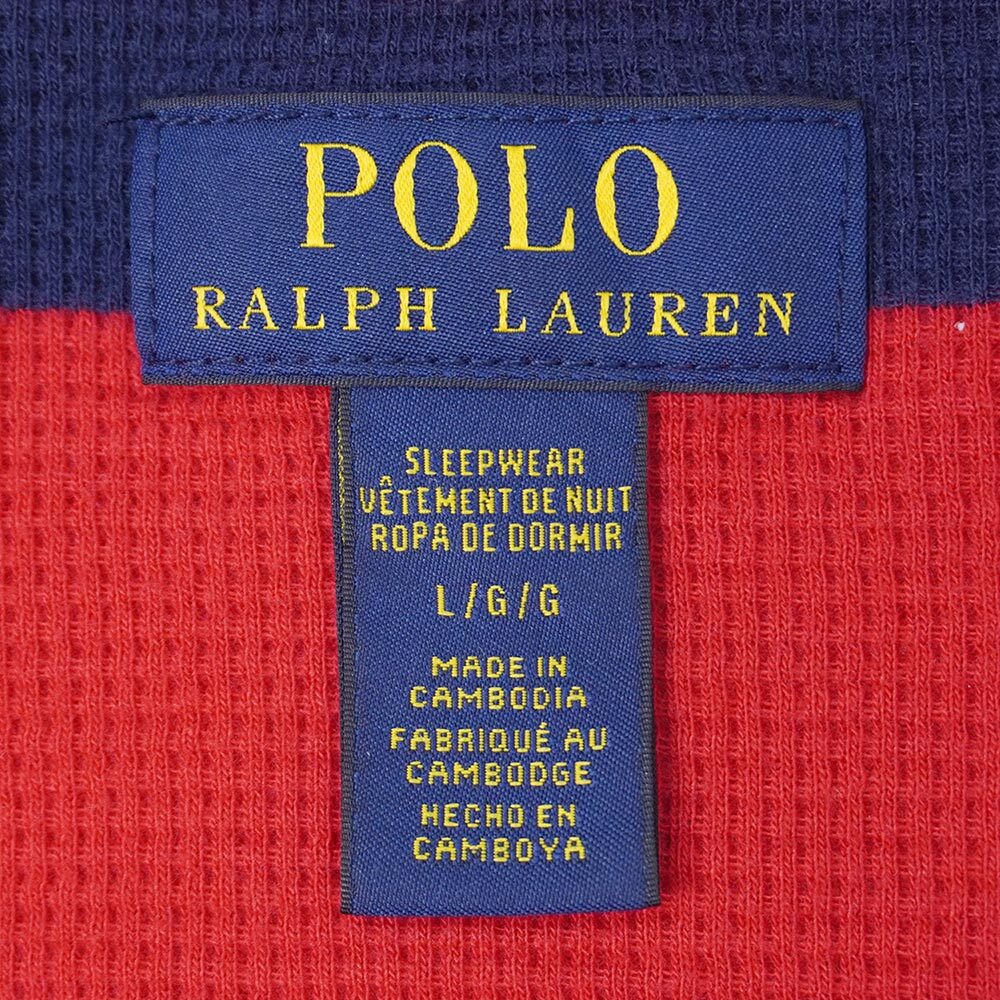 POLO
RALPH LAUREN
SLEEPWEAR
VÊTEMENT DE NUIT
ROPA DE DORMIR
L/G/G
MADE IN
CAMBODIA
FABRIQUÉ AU
CAMBODGE
HECHO EN
CAMBOYA